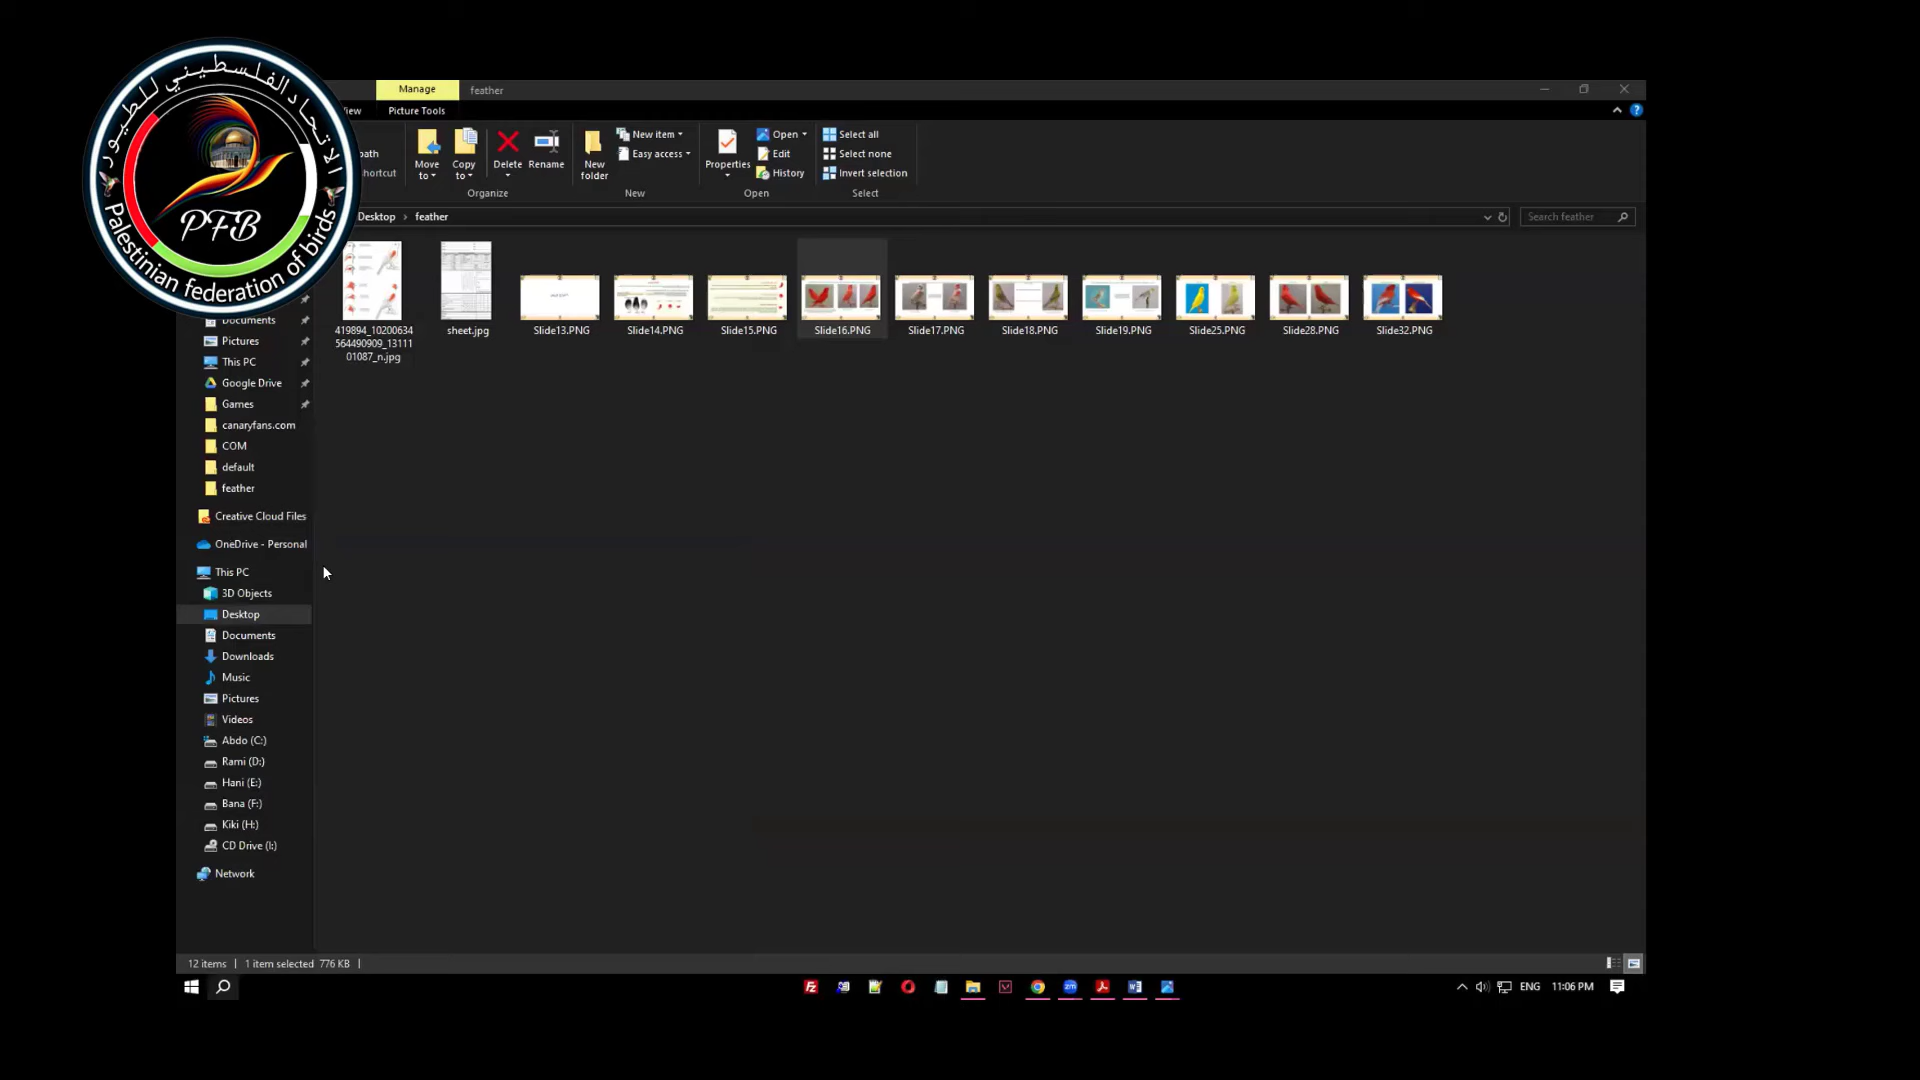 الاتحاد الفلسطيني للطيور
PFB
Palestinian federation of birds
Manage
feather
View
Picture Tools
path
shortcut
Move to
Copy to
Delete
Rename
Organize
New folder
New item
Easy access
New
Properties
Open
Edit
History
Open
Select all
Select none
Invert selection
Select
Desktop
feather
Search feather
419894_10200634
564490909_13111
01087_n.jpg
sheet.jpg
Slide13.PNG
Slide14.PNG
Slide15.PNG
Slide16.PNG
Slide17.PNG
Slide18.PNG
Slide19.PNG
Slide25.PNG
Slide28.PNG
Slide32.PNG
Documents
Pictures
This PC
Google Drive
Games
canaryfans.com
COM
default
feather
Creative Cloud Files
OneDrive - Personal
This PC
3D Objects
Desktop
Documents
Downloads
Music
Pictures
Videos
Abdo (C:)
Rami (D:)
Hani (E:)
Bana (F:)
Kiki (H:)
CD Drive (I:)
Network
12 items
1 item selected 776 KB
ENG
11:06 PM